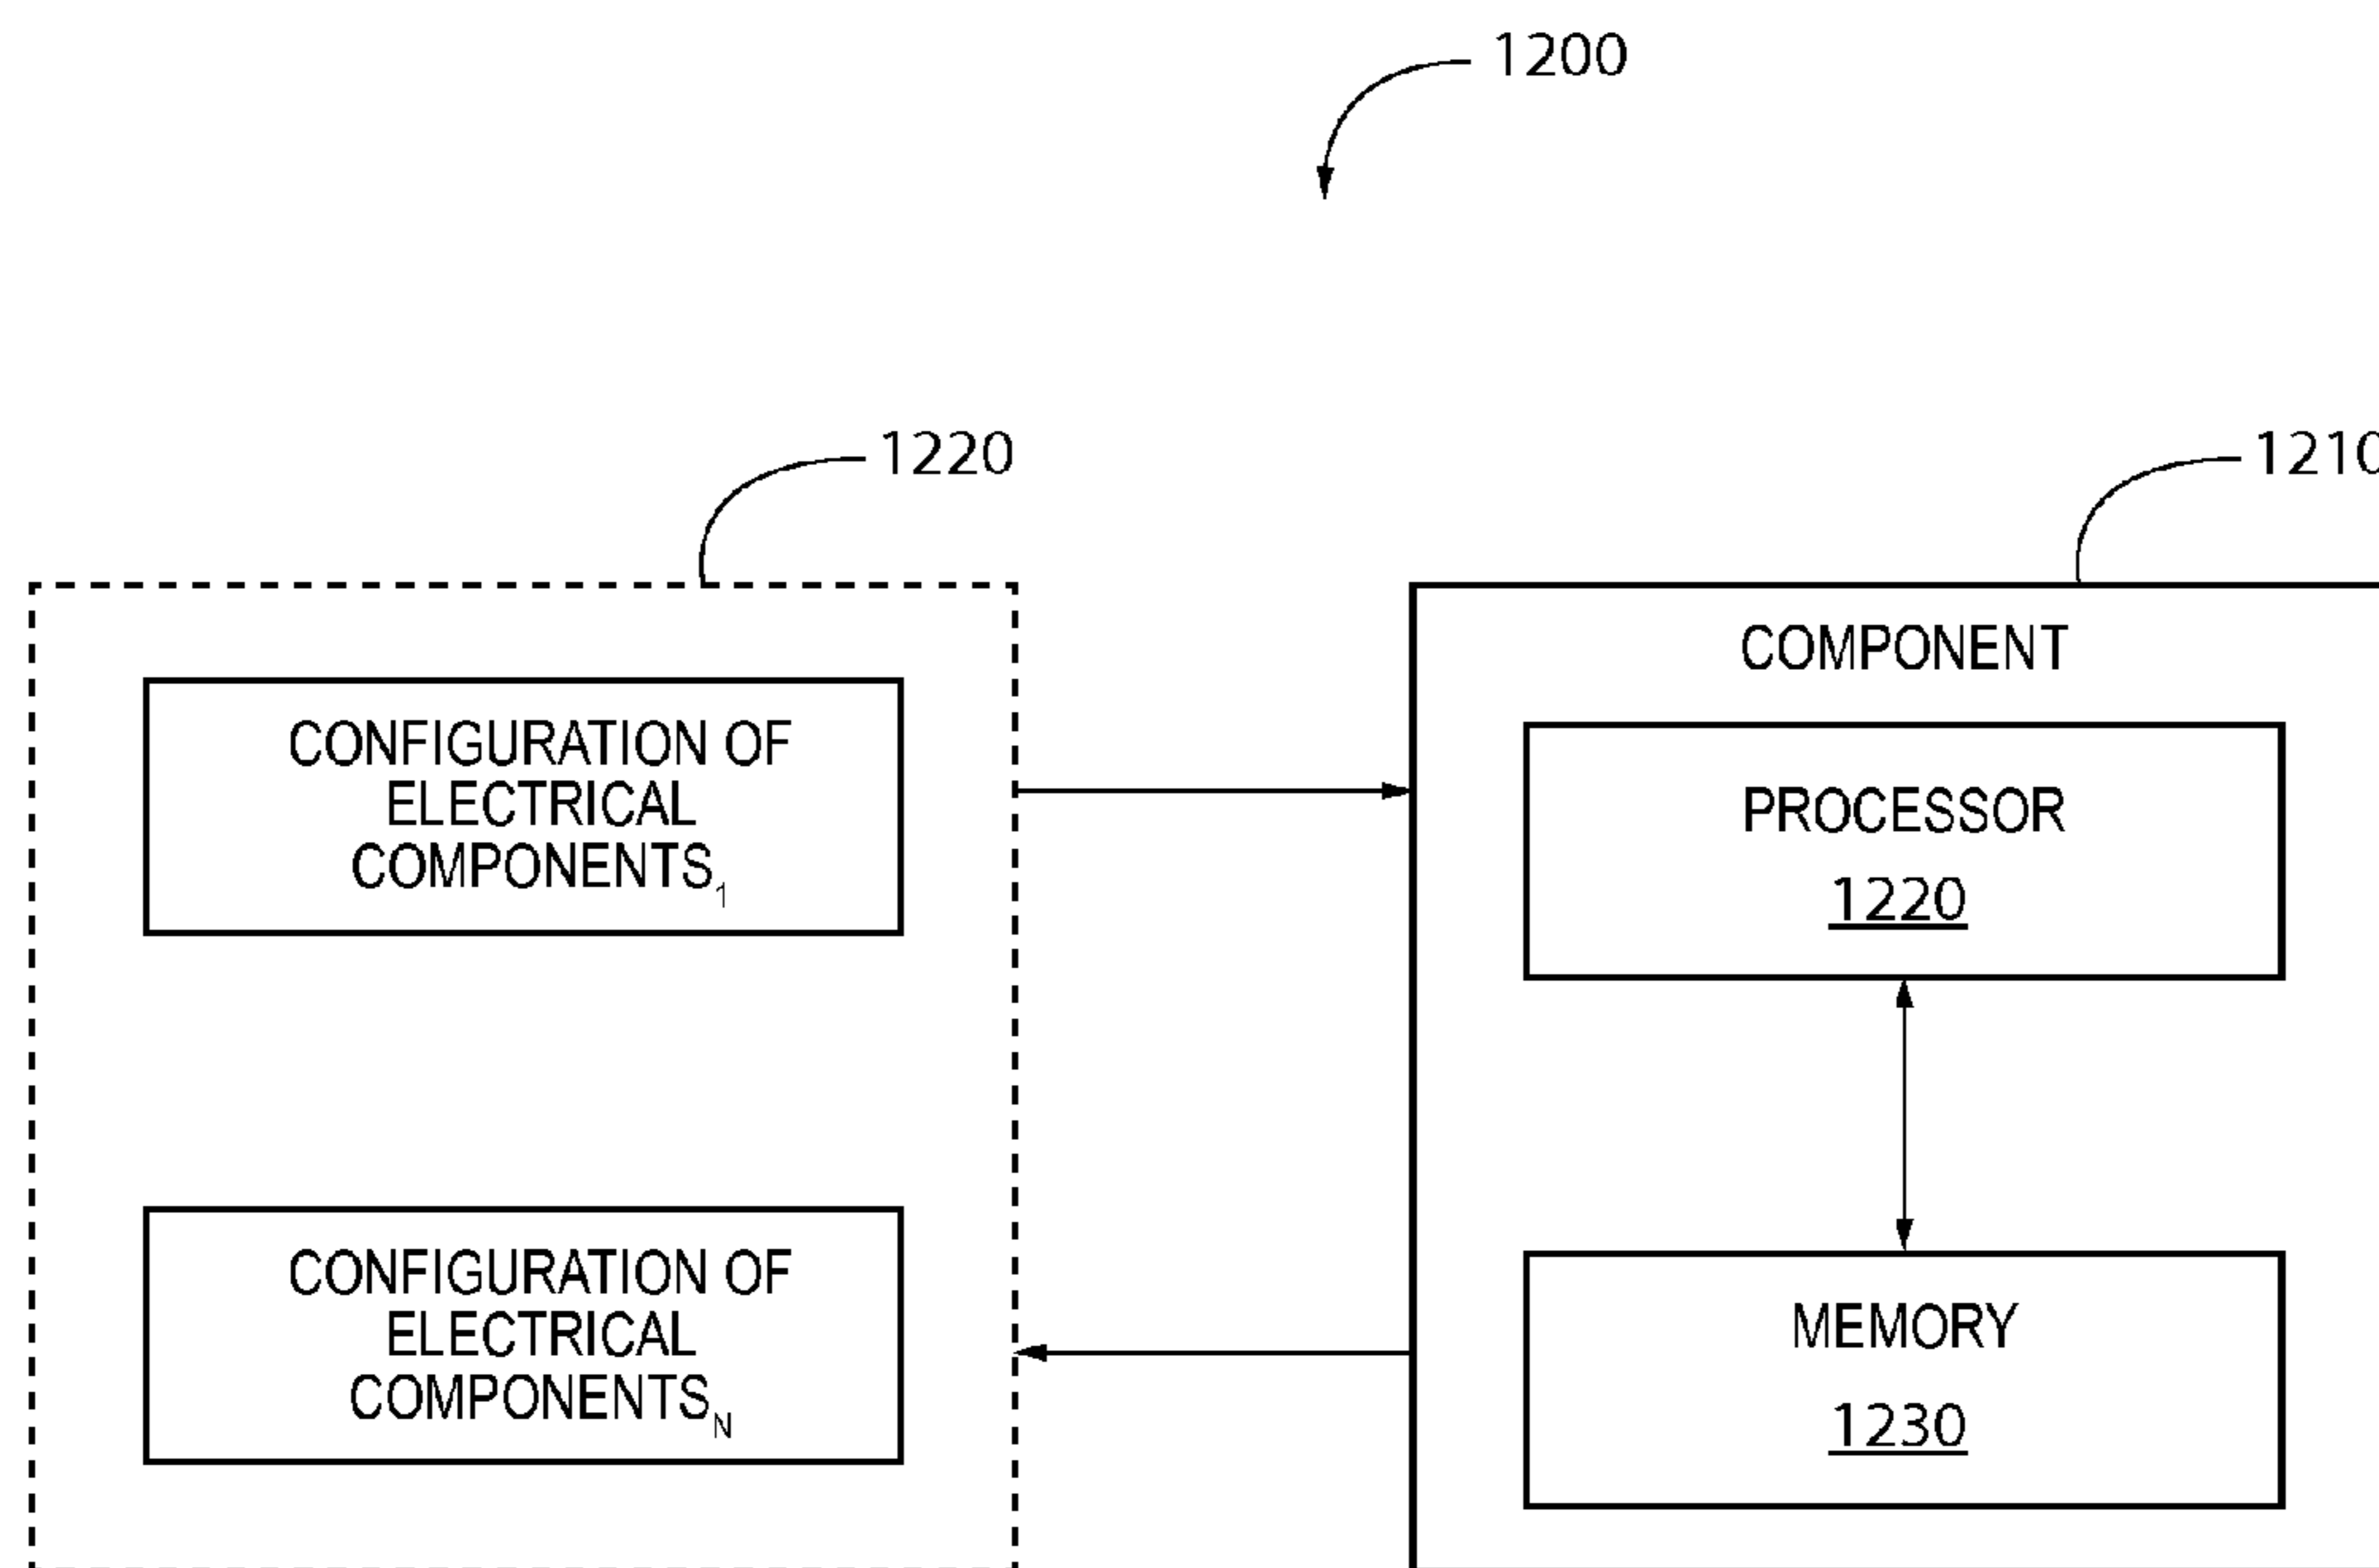 1200
1220
1210
CONFIGURATION OF
ELECTRICAL
COMPONENTS1
CONFIGURATION OF
ELECTRICAL
COMPONENTSN
COMPONENT
PROCESSOR
1220
MEMORY
1230